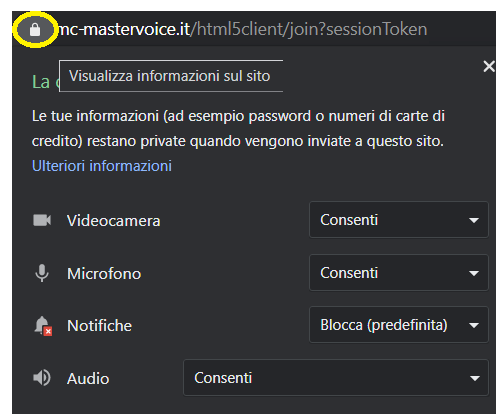 mc-mastervoice.it/html5client/join?sessionToken
Visualizza informazioni sul sito
La c
Le tue informazioni (ad esempio password o numeri di carte di
credito) restano private quando vengono inviate a questo sito.
Ulteriori informazioni
Videocamera Consenti
Microfono Consenti
Notifiche Blocca (predefinita)
Audio Consenti